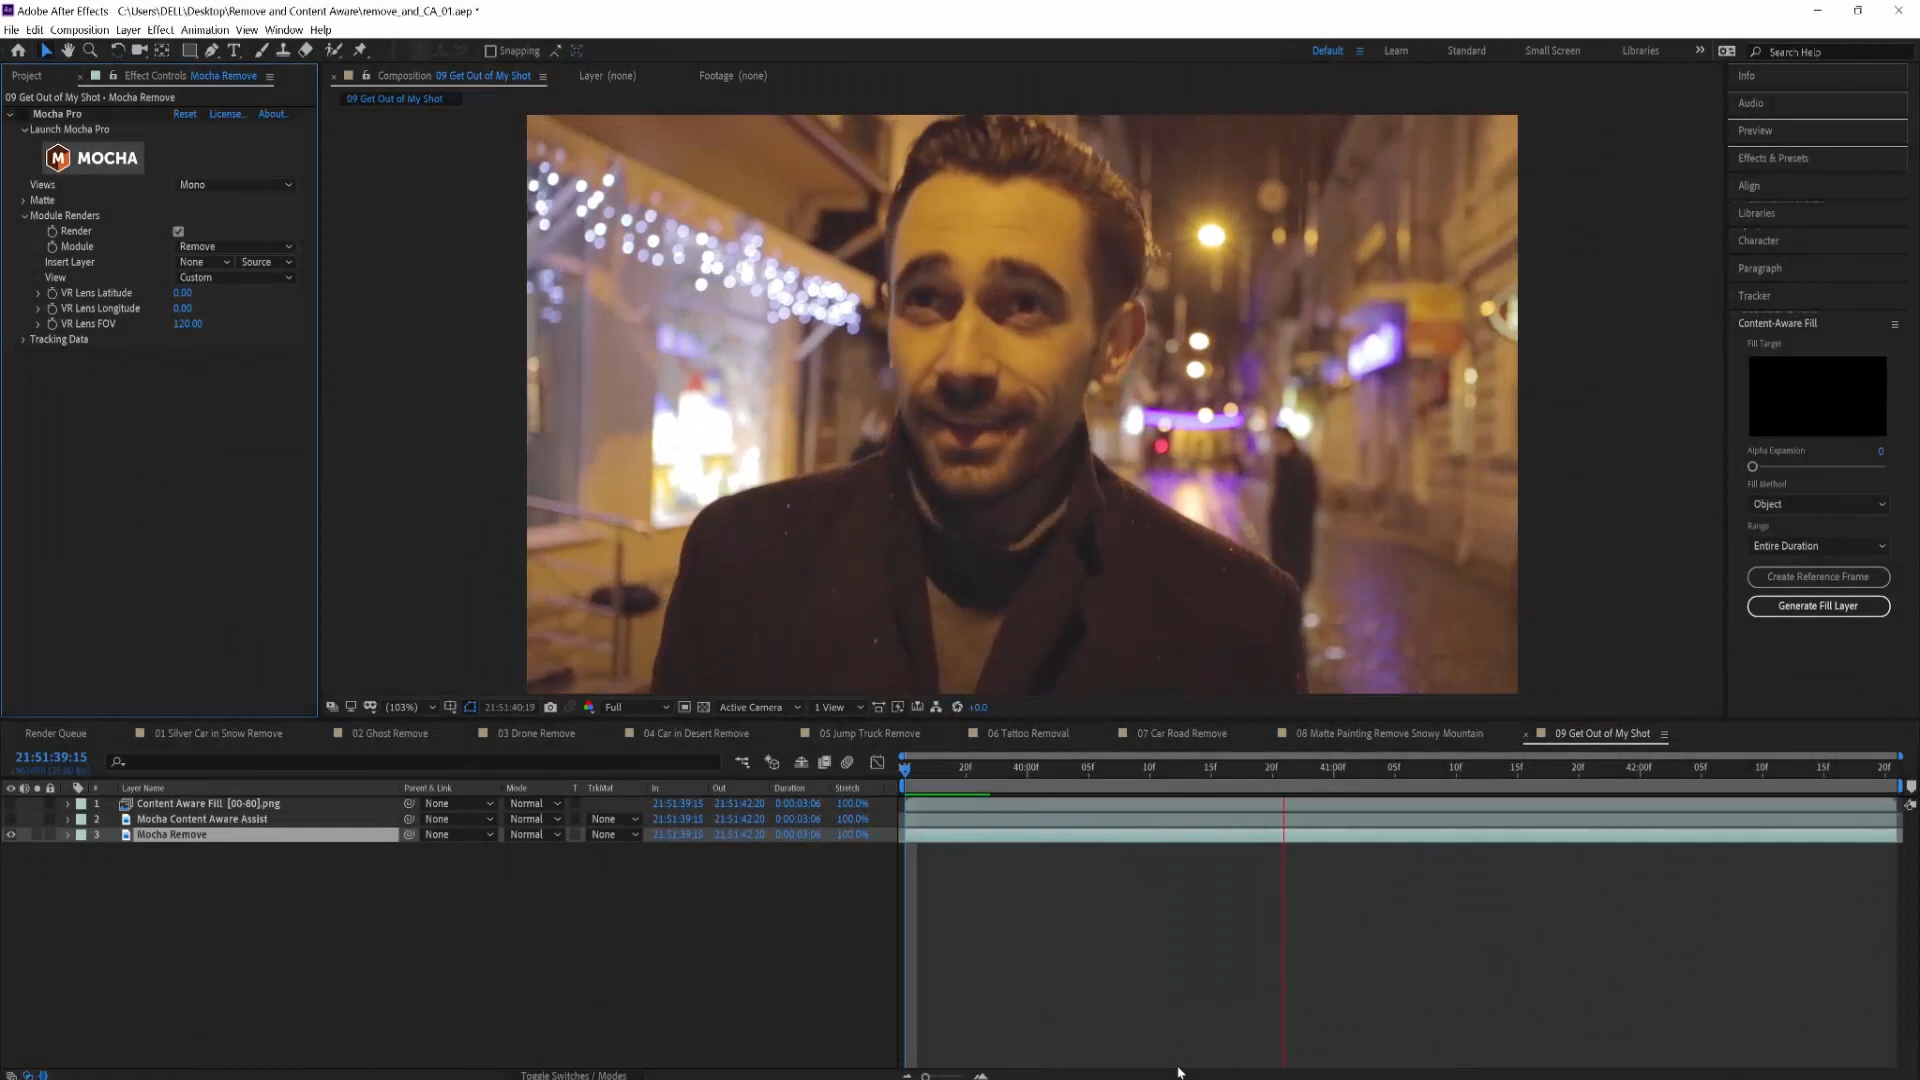 Adobe After Effects   C:\Users\DELL\Desktop\Remove and Content Aware\remove_and_CA_01.aep *
File Edit Composition Layer Effect Animation View Window Help
Snapping Default Learn Standard Small Screen Libraries Search Help
Project Effect Controls Mocha Remove Composition 09 Get Out of My Shot Layer (none) Footage (none) Info
09 Get Out of My Shot • Mocha Remove 09 Get Out of My Shot
Mocha Pro Reset License... About...
Launch Mocha Pro
M MOCHA
Views Mono
Matte
Module Renders
Render
Module Remove
Insert Layer None Source
View Custom
VR Lens Latitude 0.00
VR Lens Longitude 0.00
VR Lens FOV 120.00
Tracking Data
Audio
Preview
Effects & Presets
Align
Libraries
Character
Paragraph
Tracker
Content-Aware Fill
Fill Target
Alpha Expansion 0
Fill Method
Object
Range
Entire Duration
Create Reference Frame
Generate Fill Layer
(103%) 21:51:40:19 Full Active Camera 1 View +0.0
Render Queue 01 Silver Car in Snow Remove 02 Ghost Remove 03 Drone Remove 04 Car in Desert Remove 05 Jump Truck Remove 06 Tattoo Removal 07 Car Road Remove 08 Matte Painting Remove Snowy Mountain 09 Get Out of My Shot
21:51:39:15
20f 40:00f 05f 10f 15f 20f 41:00f 05f 10f 15f 20f 42:00f 05f 10f 15f 20f
# Layer Name Parent & Link Mode T TrkMat In Out Duration Stretch
1 Content Aware Fill [00-80].png None Normal 21:51:39:15 21:51:42:20 0:00:03:06 100.0%
2 Mocha Content Aware Assist None Normal None 21:51:39:15 21:51:42:20 0:00:03:06 100.0%
3 Mocha Remove None Normal None 21:51:39:15 21:51:42:20 0:00:03:06 100.0%
Toggle Switches / Modes